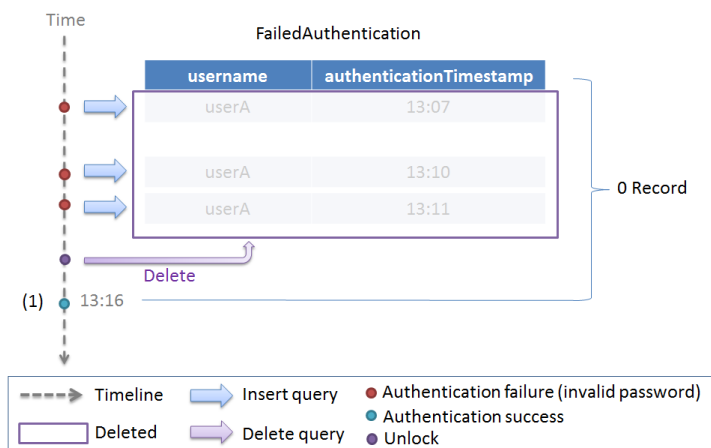 Time
FailedAuthentication
username authenticationTimestamp
userA 13:07
userA 13:10
userA 13:11
0 Record
Delete
(1) 13:16
Timeline Insert query Authentication failure (invalid password)
Authentication success
Deleted Delete query Unlock